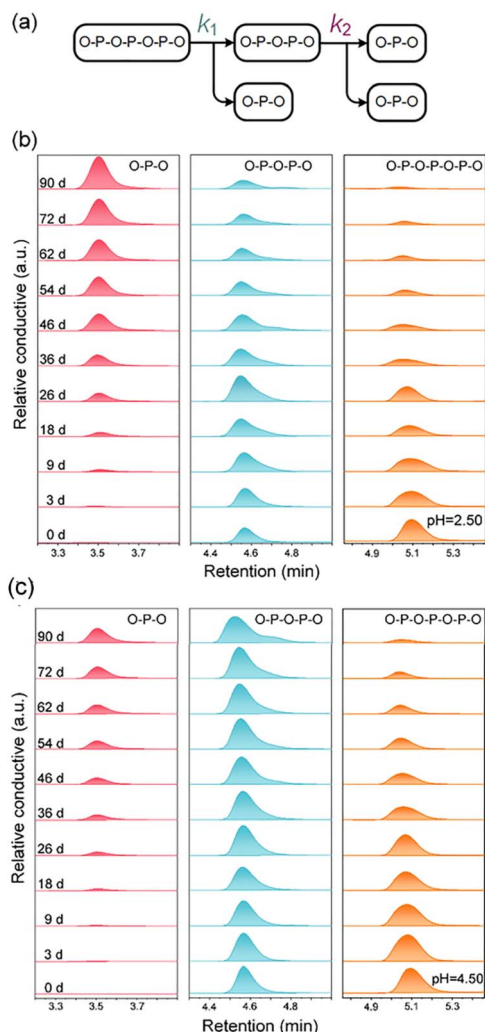 (a)
O-P-O-P-O-P-O
k1
O-P-O-P-O
k2
O-P-O
O-P-O
O-P-O
(b)
Relative conductive (a.u.)
O-P-O
O-P-O-P-O
O-P-O-P-O-P-O
90 d
72 d
62 d
54 d
46 d
36 d
26 d
18 d
9 d
3 d
0 d
pH=2.50
3.3 3.5 3.7
4.4 4.6 4.8
4.9 5.1 5.3
Retention (min)
(c)
Relative conductive (a.u.)
O-P-O
O-P-O-P-O
O-P-O-P-O-P-O
90 d
72 d
62 d
54 d
46 d
36 d
26 d
18 d
9 d
3 d
0 d
pH=4.50
3.3 3.5 3.7
4.4 4.6 4.8
4.9 5.1 5.3
Retention (min)